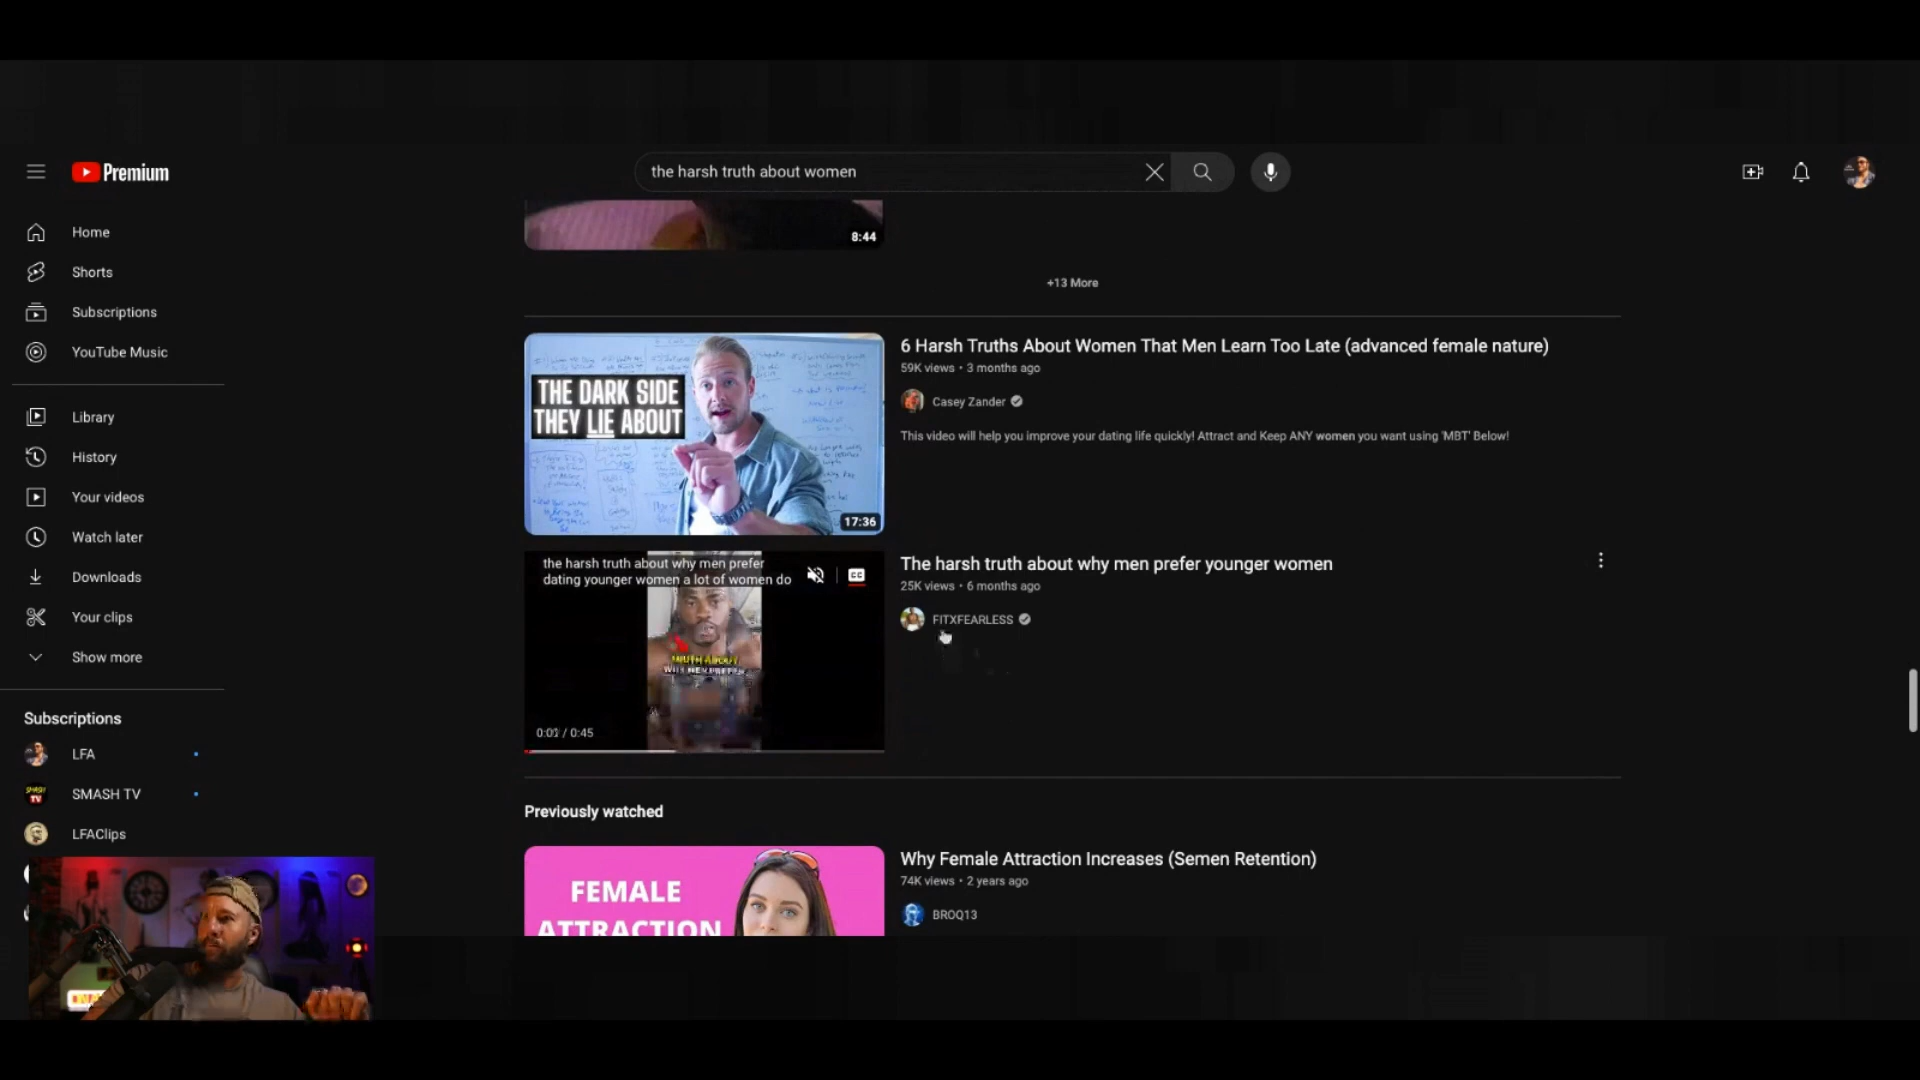 Premium
the harsh truth about women
Home
Shorts
Subscriptions
YouTube Music
Library
History
Your videos
Watch later
Downloads
Your clips
Show more
Subscriptions
LFA
SMASH TV
LFAClips
8:44
+13 More
THE DARK SIDE
THEY LIE ABOUT
17:36
6 Harsh Truths About Women That Men Learn Too Late (advanced female nature)
59K views • 3 months ago
Casey Zander
This video will help you improve your dating life quickly! Attract and Keep ANY women you want using 'MBT' Below!
the harsh truth about why men prefer
dating younger women a lot of women do
CC
TRUTH ABOUT
WHY MEN PREFER
0:01 / 0:45
The harsh truth about why men prefer younger women
25K views • 6 months ago
FITXFEARLESS
Previously watched
FEMALE
ATTRACTION
Why Female Attraction Increases (Semen Retention)
74K views • 2 years ago
BROQ13